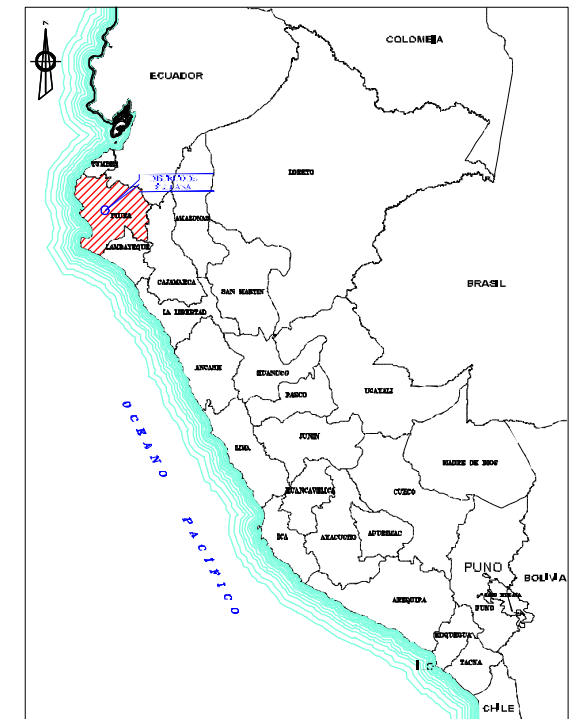 COLOMBIA
ECUADOR
TUMBES
LORETO
PIURA
AMAZONAS
LAMBAYEQUE
CAJAMARCA
SAN MARTIN
BRASIL
LA LIBERTAD
ANCASH
HUANUCO
PASCO
UCAYALI
OCEANO PACÍFICO
LIMA
JUNIN
MADRE DE DIOS
HUANCAVELICA
CUZCO
ICA
AYACUCHO
APURIMAC
PUNO
BOLIVIA
PUNO
AREQUIPA
MOQUEGUA
TACNA
CHILE